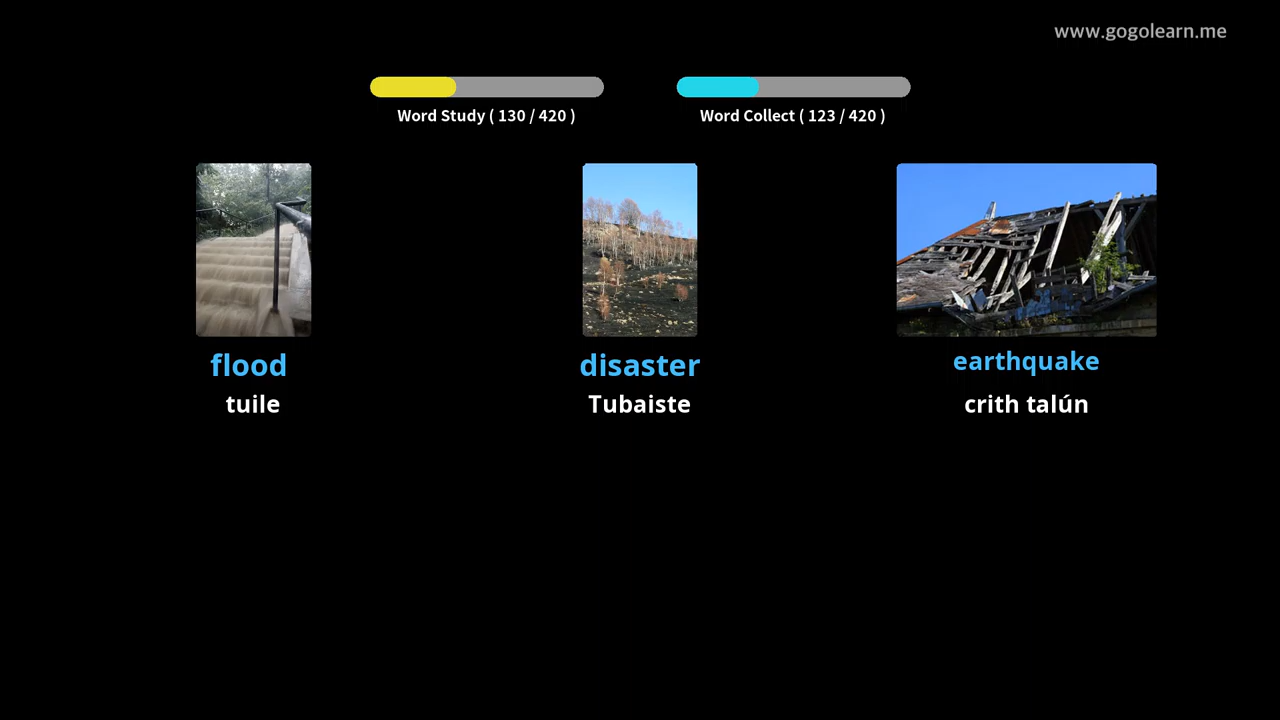 www.gogolearn.me
Word Study ( 130 / 420 )
Word Collect ( 123 / 420 )
flood
tuile
disaster
Tubaiste
earthquake
crith talún